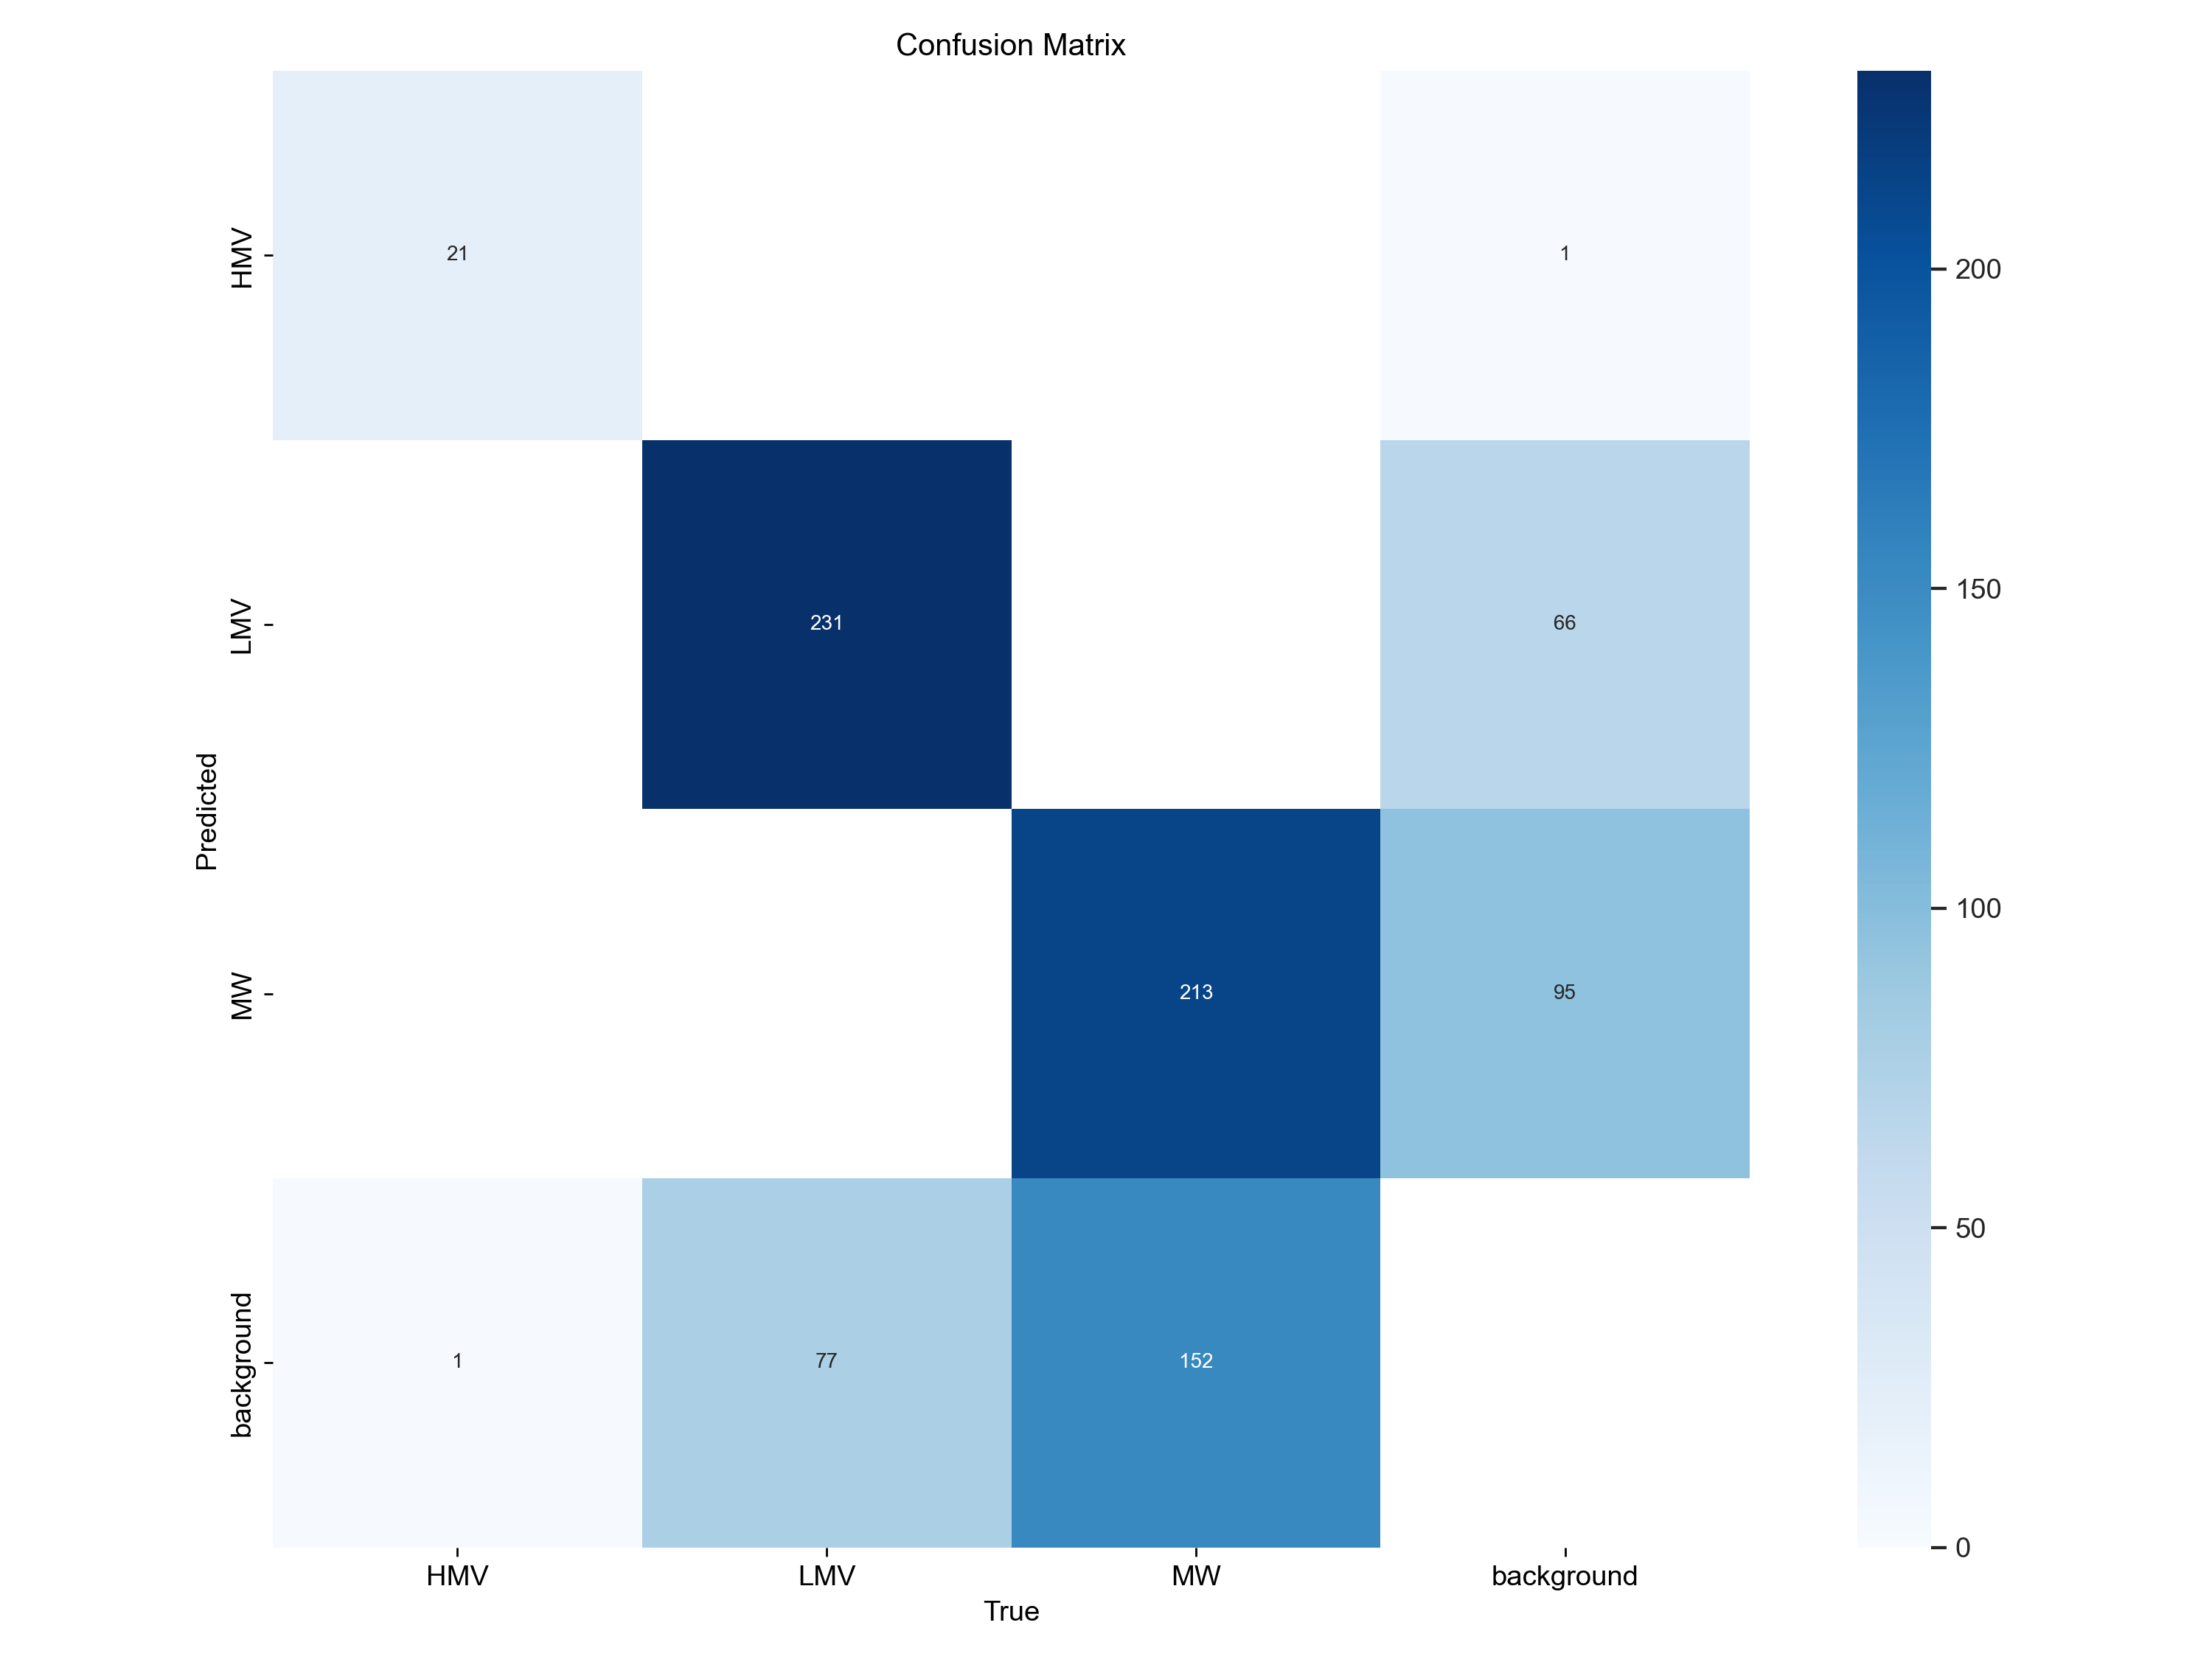 Confusion Matrix
HMV
21
1
200
LMV
231
66
150
Predicted
100
MW
213
95
50
background
1
77
152
0
HMV
LMV
MW
background
True